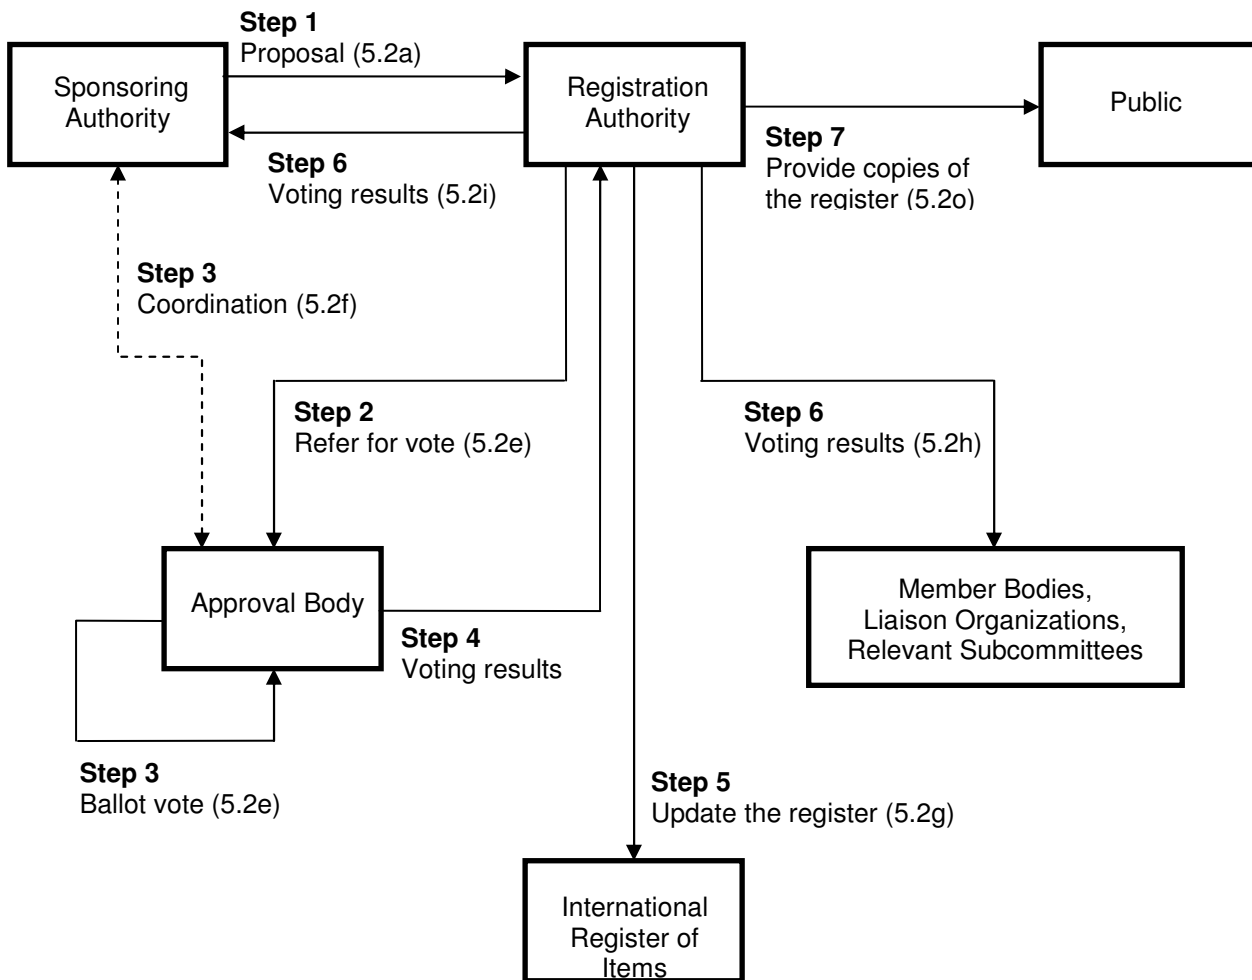 Step 1
Proposal (5.2a)
Sponsoring
Authority
Registration
Authority
Public
Step 6
Voting results (5.2i)
Step 7
Provide copies of
the register (5.2o)
Step 3
Coordination (5.2f)
Step 2
Refer for vote (5.2e)
Step 6
Voting results (5.2h)
Approval Body
Step 4
Voting results
Member Bodies,
Liaison Organizations,
Relevant Subcommittees
Step 3
Ballot vote (5.2e)
Step 5
Update the register (5.2g)
International
Register of
Items